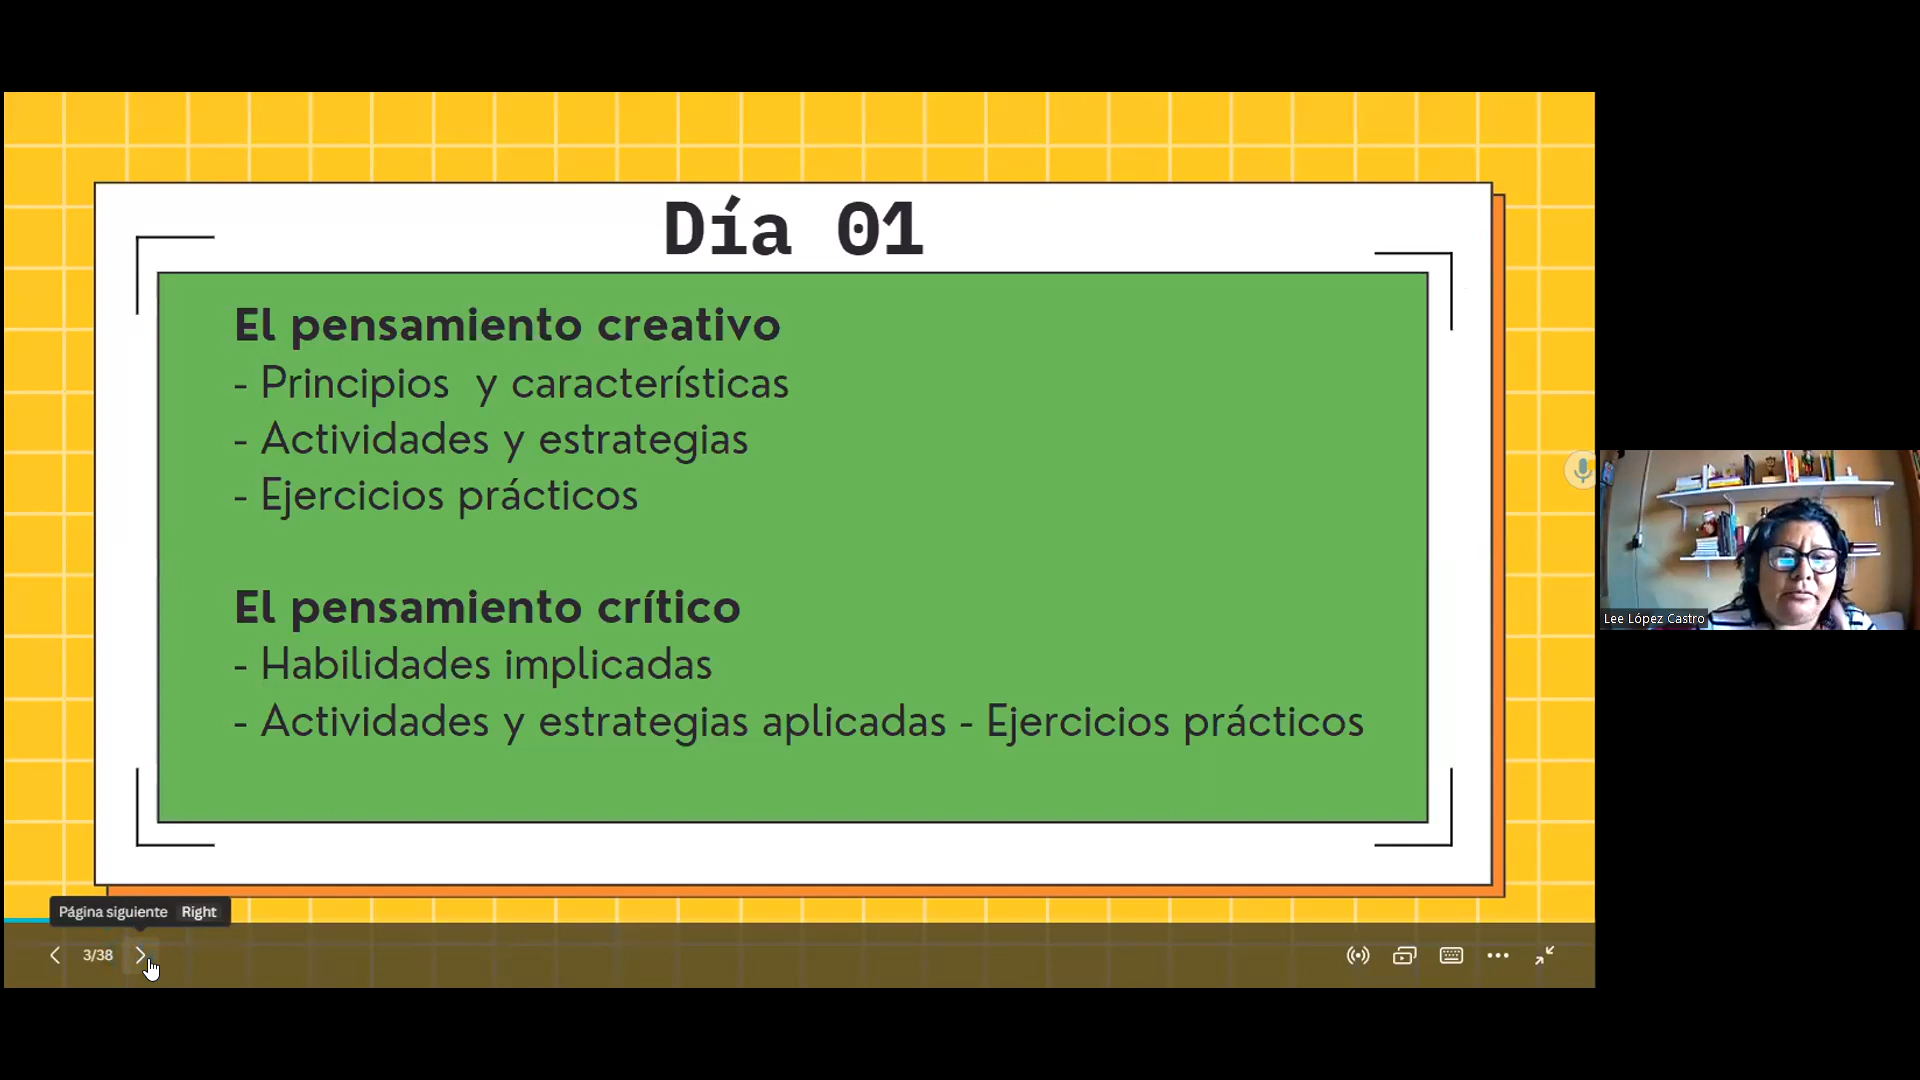 Día 01
El pensamiento creativo
- Principios y características
- Actividades y estrategias
- Ejercicios prácticos
El pensamiento crítico
- Habilidades implicadas
- Actividades y estrategias aplicadas - Ejercicios prácticos
Lee López Castro
Página siguiente Right
3/38